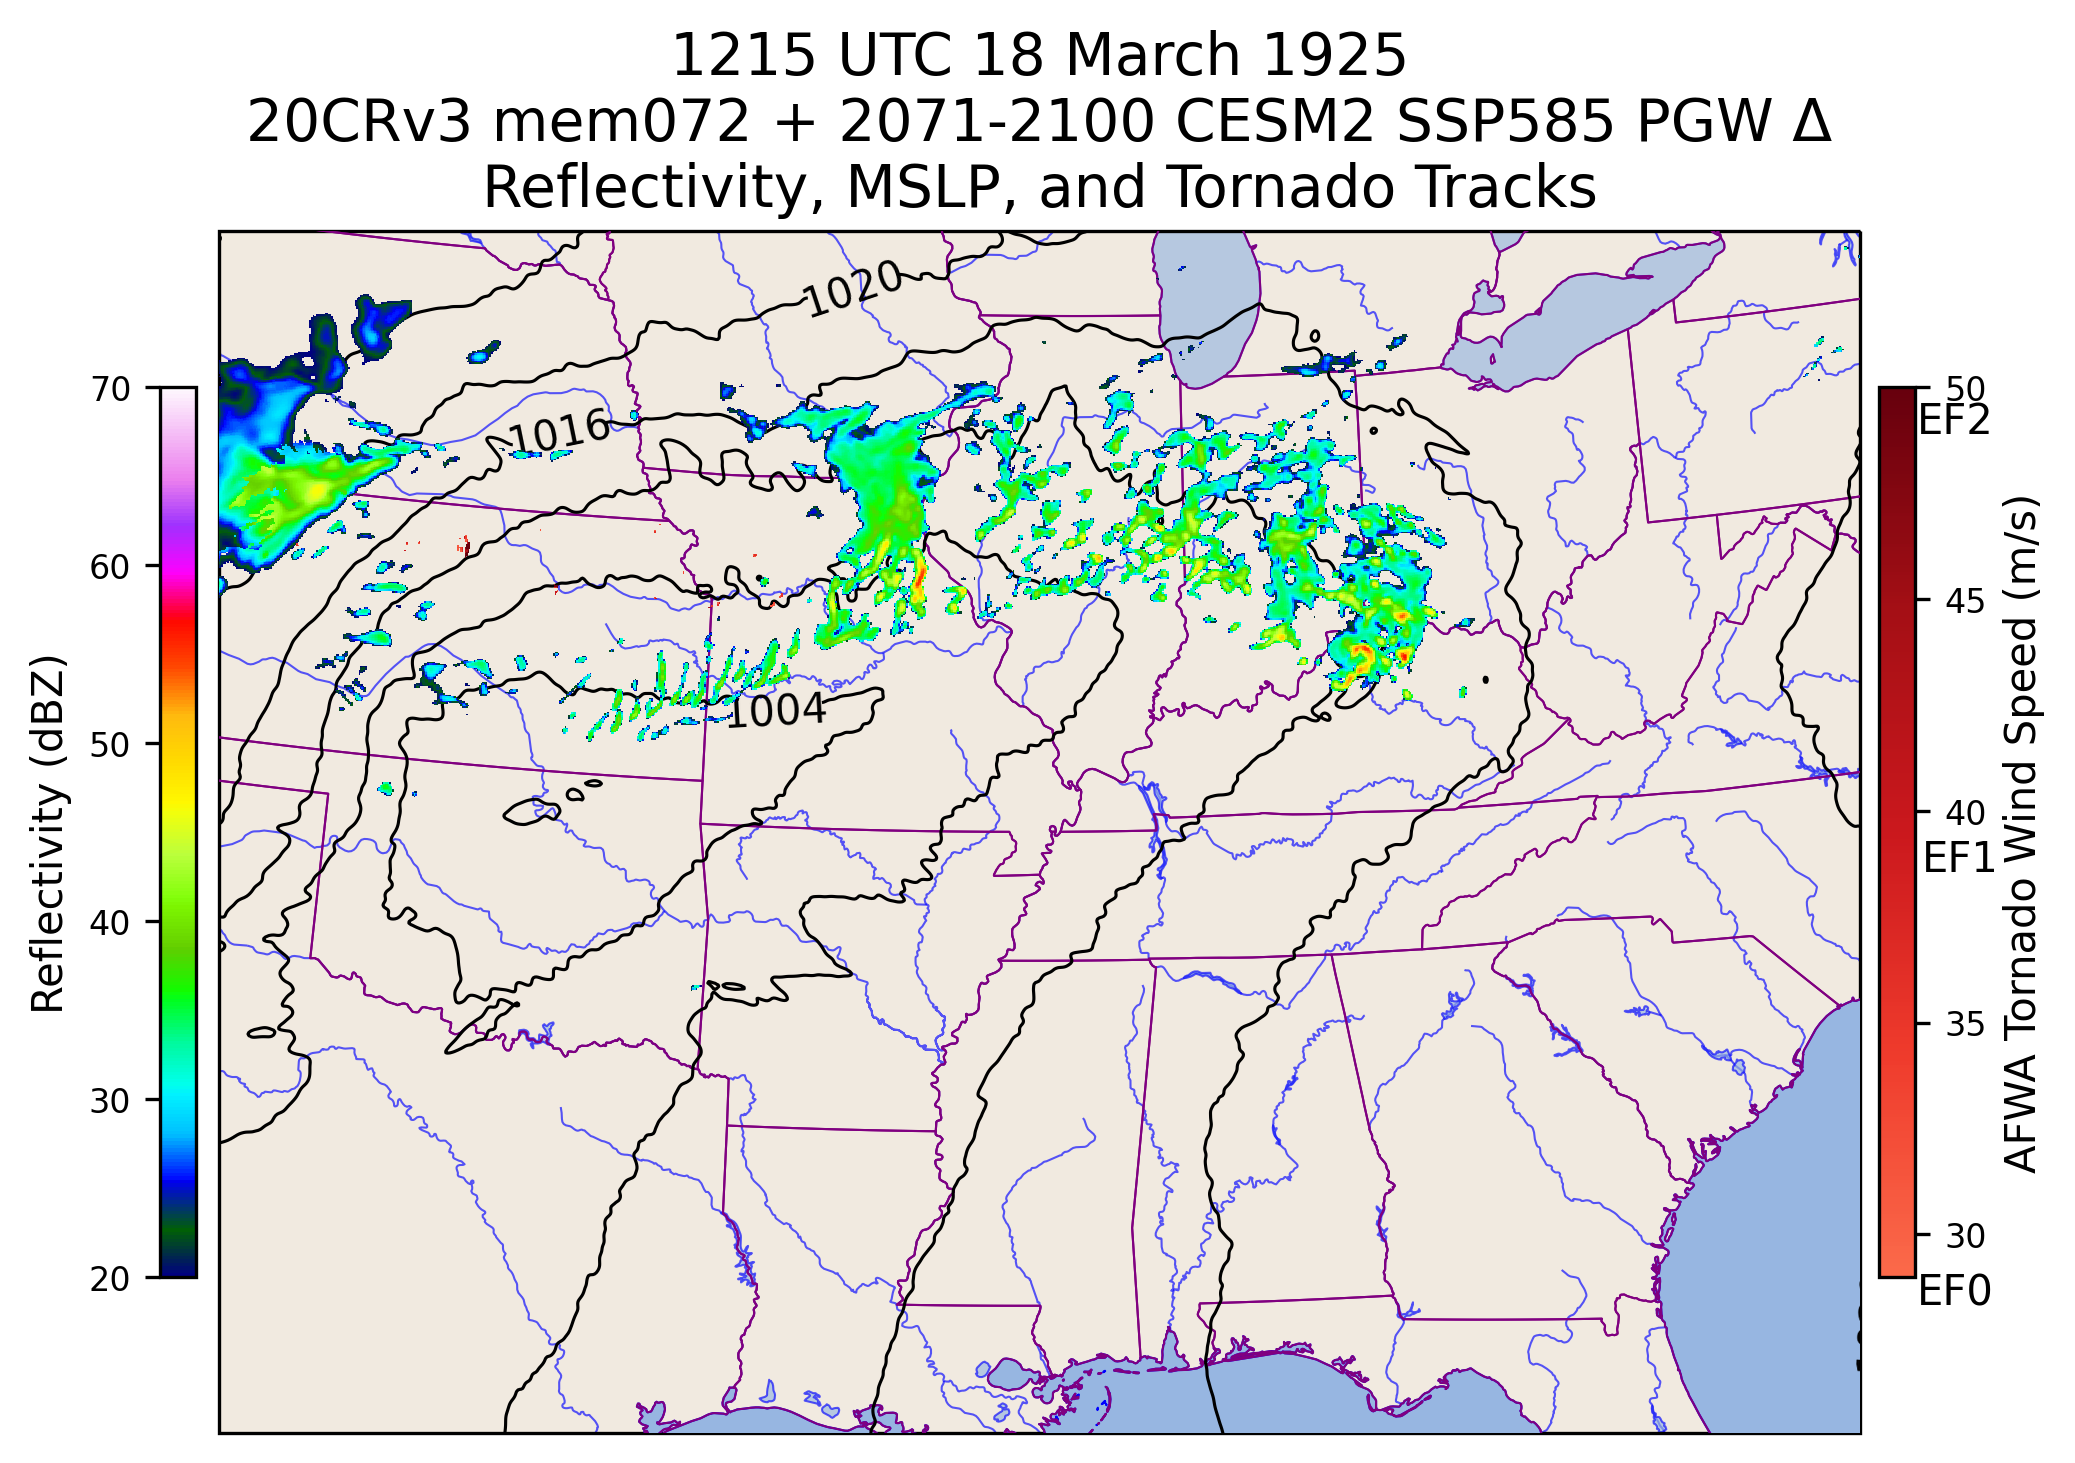 1215 UTC 18 March 1925
20CRv3 mem072 + 2071-2100 CESM2 SSP585 PGW Δ
Reflectivity, MSLP, and Tornado Tracks
1020
1016
1004
70
60
50
40
30
20
Reflectivity (dBZ)
50
EF2
45
40
EF1
35
30
EF0
AFWA Tornado Wind Speed (m/s)